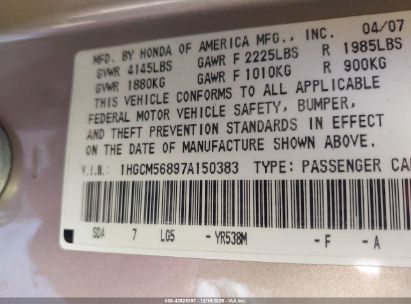 MFD. BY HONDA OF AMERICA MFG., INC. 04/07
GVWR 4145LBS GAWR F 2225LBS R 1985LBS
GVWR 1880KG GAWR F 1010KG R 900KG
THIS VEHICLE CONFORMS TO ALL APPLICABLE
FEDERAL MOTOR VEHICLE SAFETY, BUMPER,
AND THEFT PREVENTION STANDARDS IN EFFECT
ON THE DATE OF MANUFACTURE SHOWN ABOVE.
V.I.N.: 1HGCM56897A150383 TYPE: PASSENGER CA
SDA 7 LG5 -YR538M -F -A